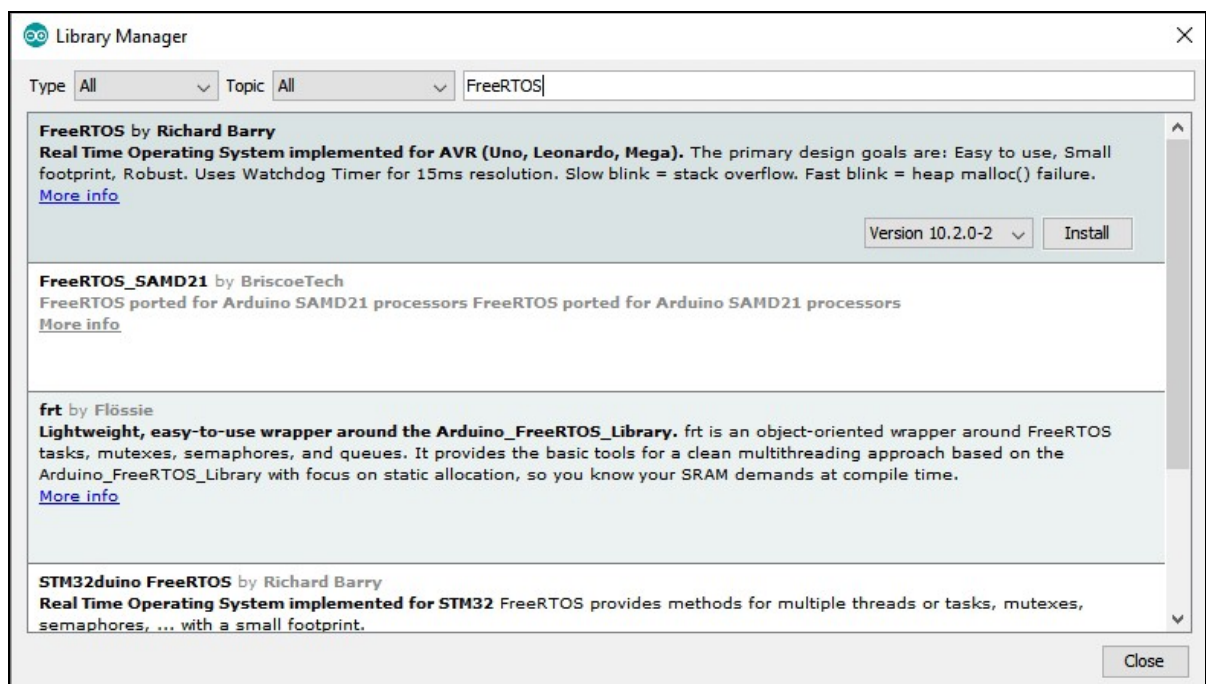 Library Manager
Type All Topic All FreeRTOS
FreeRTOS by Richard Barry
Real Time Operating System implemented for AVR (Uno, Leonardo, Mega). The primary design goals are: Easy to use, Small
footprint, Robust. Uses Watchdog Timer for 15ms resolution. Slow blink = stack overflow. Fast blink = heap malloc() failure.
More info
Version 10.2.0-2 Install
FreeRTOS_SAMD21 by BriscoeTech
FreeRTOS ported for Arduino SAMD21 processors FreeRTOS ported for Arduino SAMD21 processors
More info
frt by Flössie
Lightweight, easy-to-use wrapper around the Arduino_FreeRTOS_Library. frt is an object-oriented wrapper around FreeRTOS
tasks, mutexes, semaphores, and queues. It provides the basic tools for a clean multithreading approach based on the
Arduino_FreeRTOS_Library with focus on static allocation, so you know your SRAM demands at compile time.
More info
STM32duino FreeRTOS by Richard Barry
Real Time Operating System implemented for STM32 FreeRTOS provides methods for multiple threads or tasks, mutexes,
semaphores, ... with a small footprint.
Close